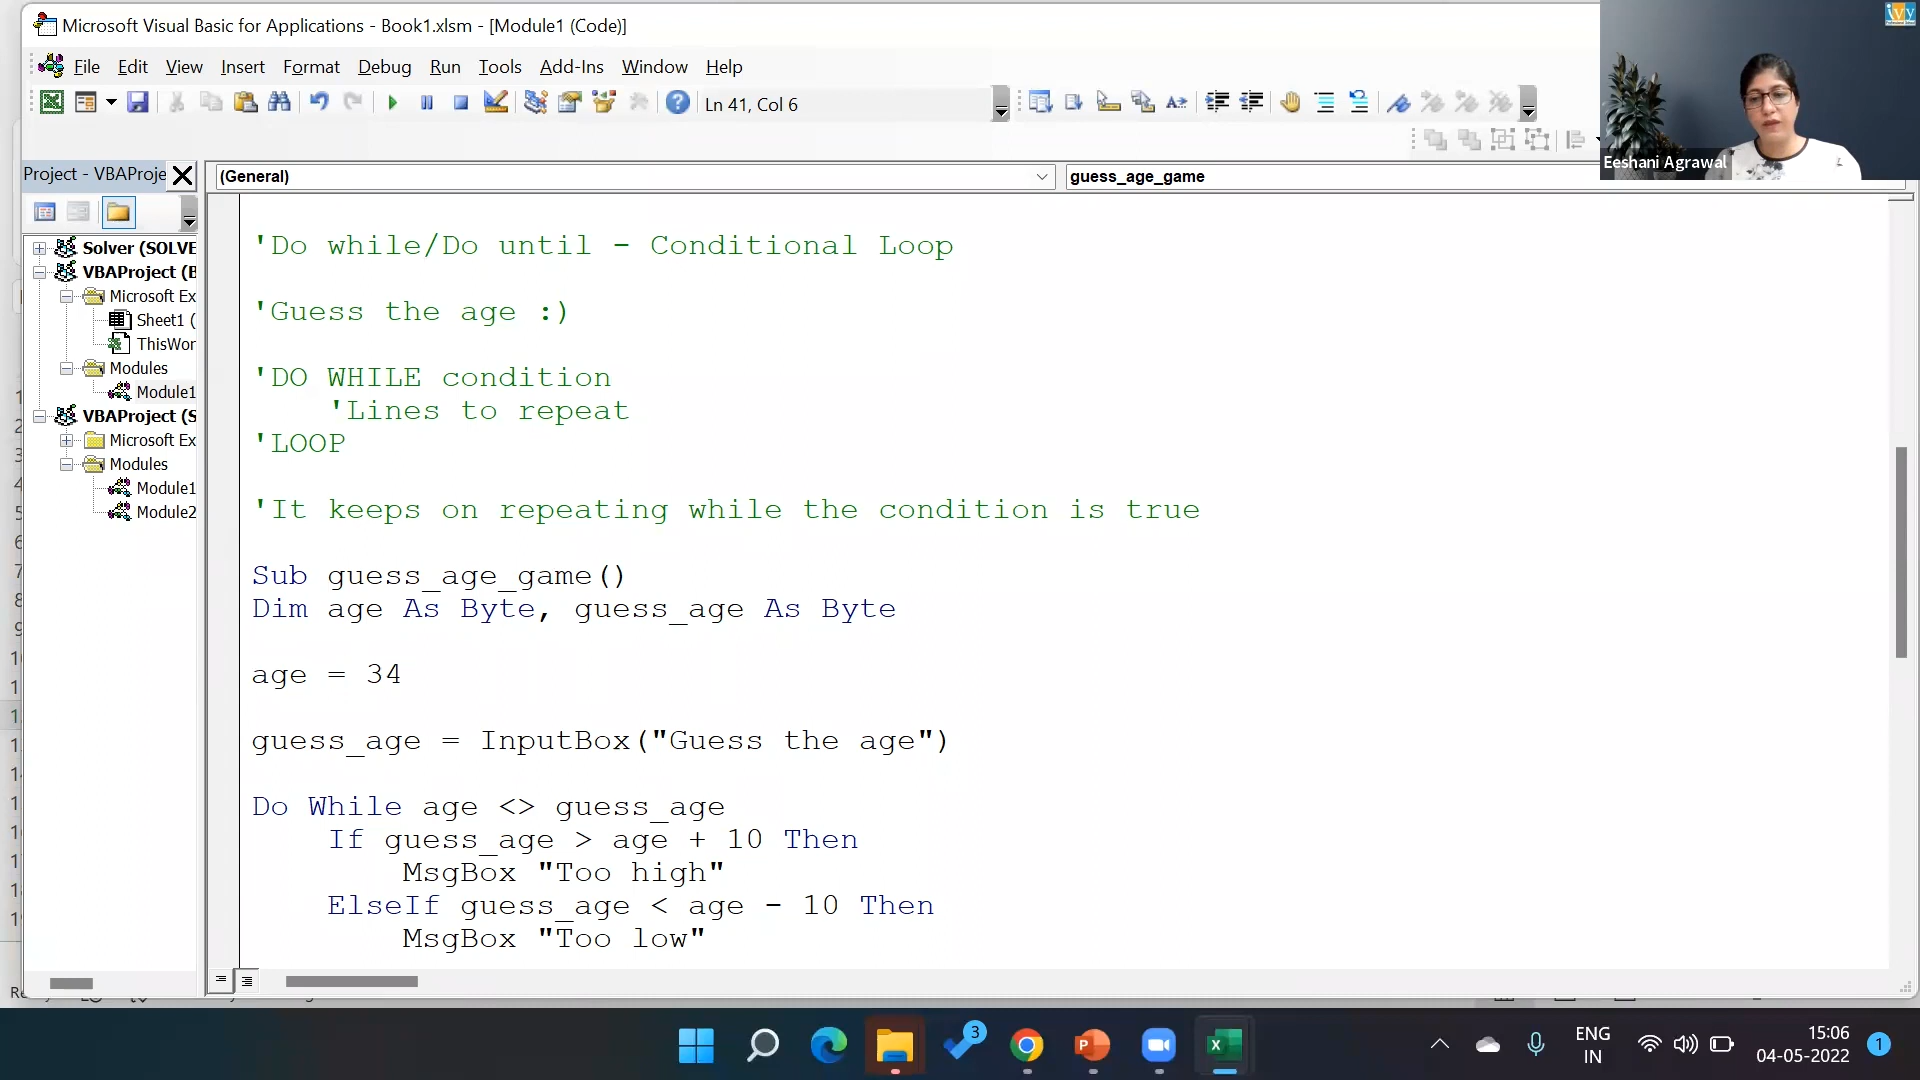 Microsoft Visual Basic for Applications - Book1.xlsm - [Module1 (Code)]
File Edit View Insert Format Debug Run Tools Add-Ins Window Help
Ln 41, Col 6
ivy
Eeshani Agrawal
Project - VBAProje
(General)
guess_age_game
Solver (SOLVE
VBAProject (B
Microsoft Ex
Sheet1 (
ThisWor
Modules
Module1
VBAProject (S
Microsoft Ex
Modules
Module1
Module2
'Do while/Do until - Conditional Loop
'Guess the age :)
'DO WHILE condition
'Lines to repeat
'LOOP
'It keeps on repeating while the condition is true
Sub guess_age_game()
Dim age As Byte, guess_age As Byte
age = 34
guess_age = InputBox("Guess the age")
Do While age <> guess_age
If guess_age > age + 10 Then
MsgBox "Too high"
ElseIf guess_age < age - 10 Then
MsgBox "Too low"
3
ENG
IN
15:06
04-05-2022
1